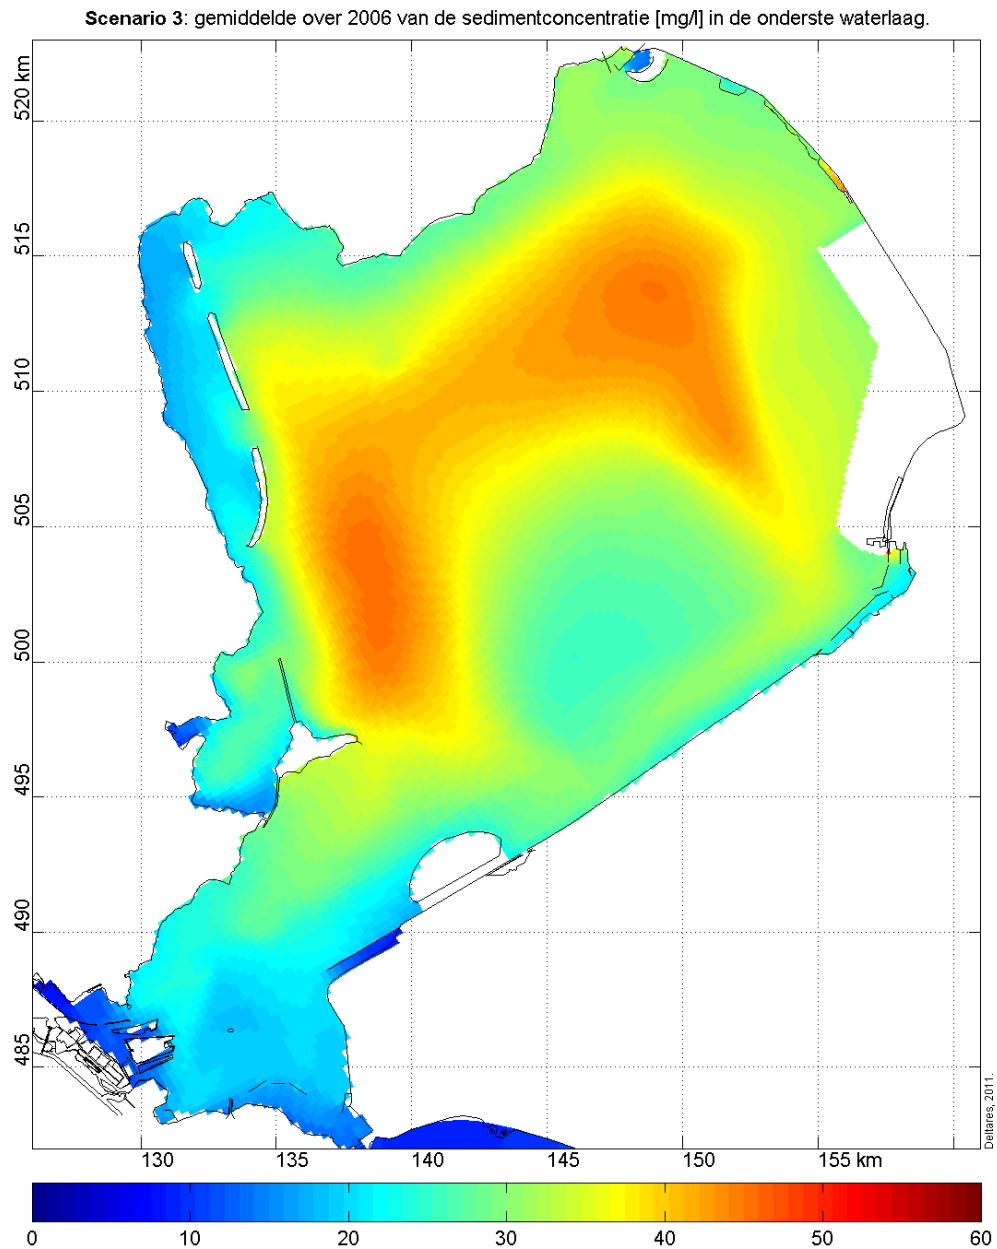 Scenario 3: gemiddelde over 2006 van de sedimentconcentratie [mg/l] in de onderste waterlaag.
520 km
515
510
505
500
495
490
485
Deltares, 2011.
130 135 140 145 150 155 km
0 10 20 30 40 50 60